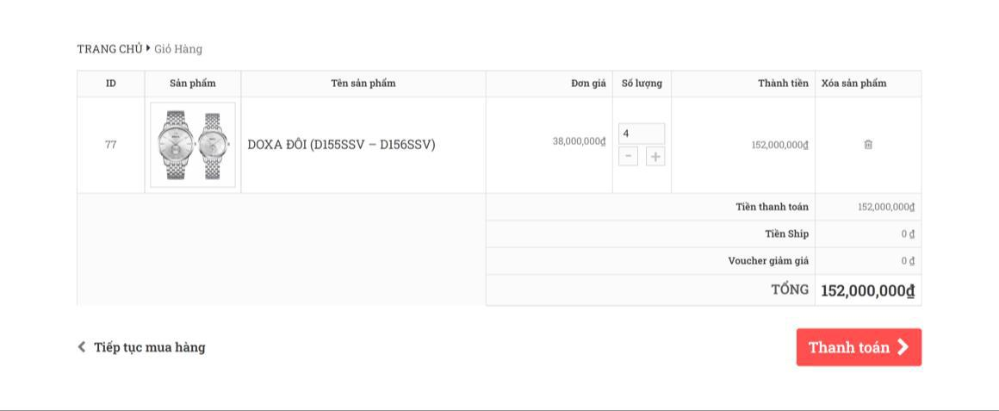 TRANG CHỦ Giỏ Hàng
ID Sản phẩm Tên sản phẩm Đơn giá Số lượng Thành tiền Xóa sản phẩm
77 DOXA ĐÔI (D155SSV – D156SSV) 38,000,000₫ 4 152,000,000₫
- +
Tiền thanh toán 152,000,000₫
Tiền Ship 0 ₫
Voucher giảm giá 0 ₫
TỔNG 152,000,000₫
Tiếp tục mua hàng Thanh toán